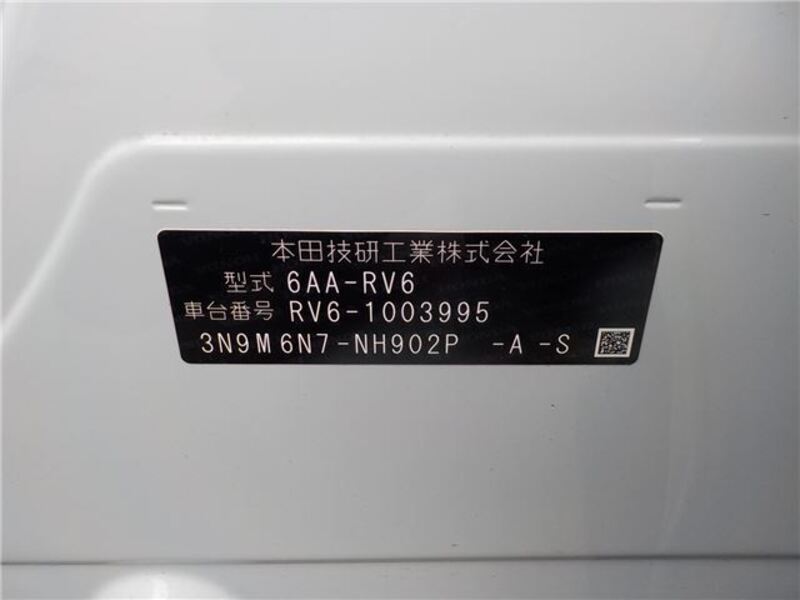 本田技研工業株式会社
型式 6AA-RV6
車台番号 RV6-1003995
3N9M6N7-NH902P -A -S